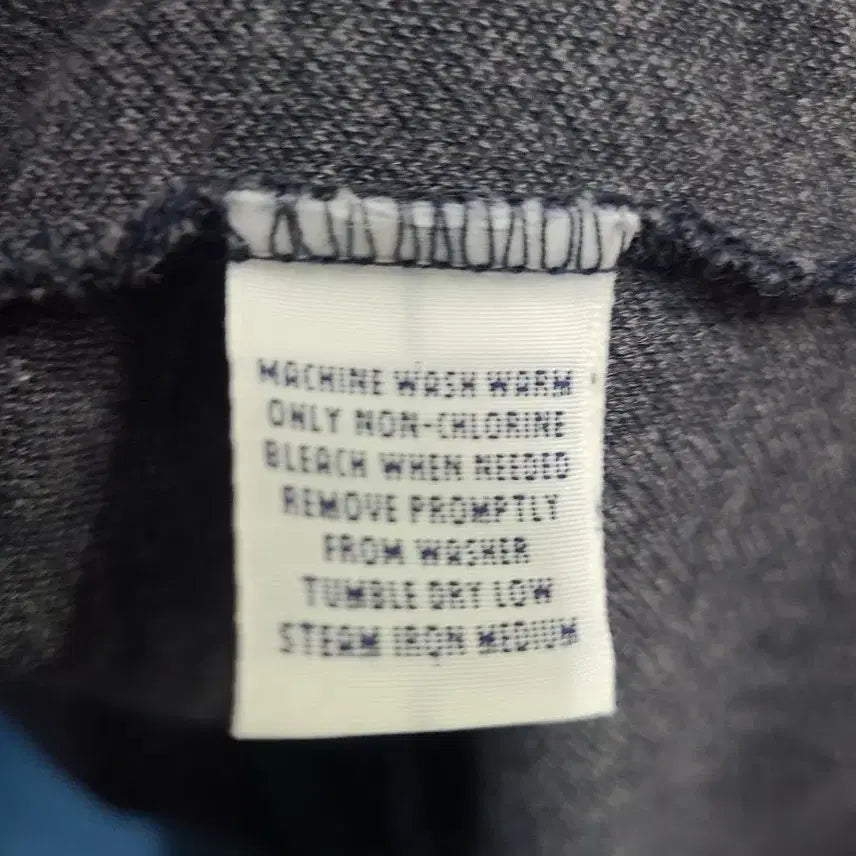 MACHINE WASH WARM
ONLY NON-CHLORINE
BLEACH WHEN NEEDED
REMOVE PROMPTLY
FROM WASHER
TUMBLE DRY LOW
STEAM IRON MEDIUM